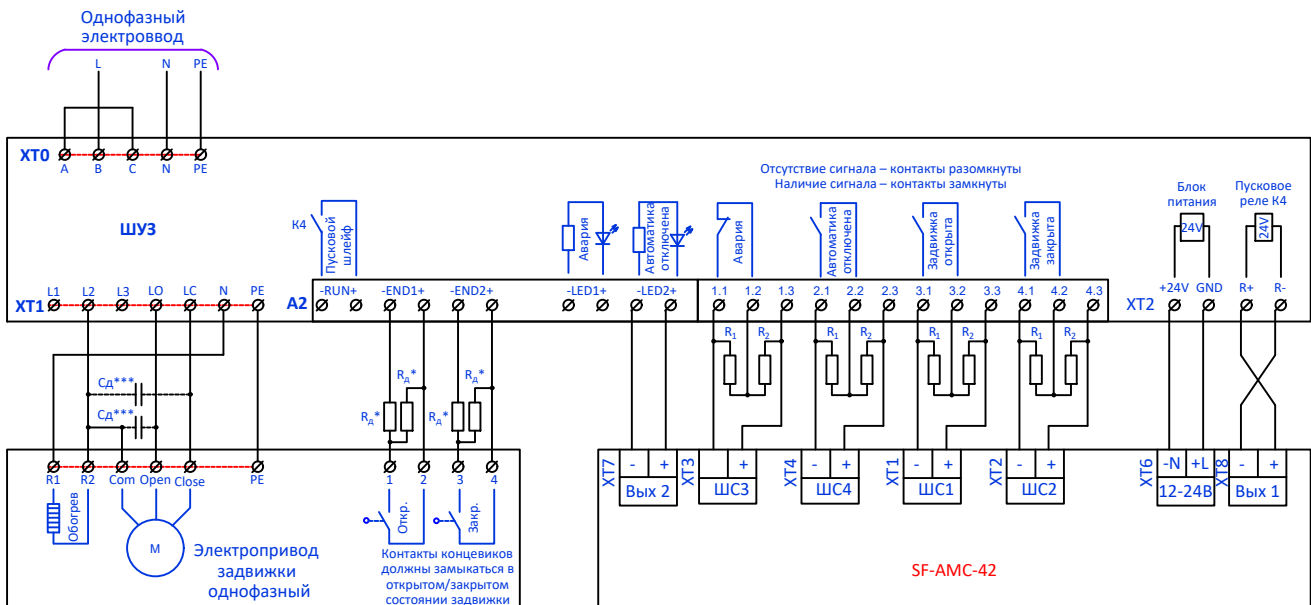 Однофазный
электроввод
L N PE
XT0
A B C N PE
Отсутствие сигнала – контакты разомкнуты
Наличие сигнала – контакты замкнуты
Блок
питания
Пусковое
реле К4
24V
24V
ШУЗ
К4
Пусковой
шлейф
Авария
Автоматика
отключена
Авария
Автоматика
отключена
Задвижка
открыта
Задвижка
закрыта
XT1
L1 L2 L3 LO LC N PE
A2
-RUN+ -END1+ -END2+ -LED1+ -LED2+
1.1 1.2 1.3 2.1 2.2 2.3 3.1 3.2 3.3 4.1 4.2 4.3
XT2
+24V GND R+ R-
R1 R2 R1 R2 R1 R2 R1 R2
Сд***
Сд***
Rд* Rд*
Rд* Rд*
R1 R2 Com Open Close PE
1 2 3 4
Обогрев
M
Электропривод
задвижки
однофазный
Откр.
Закр.
Контакты концевиков
должны замыкаться в
открытом/закрытом
состоянии задвижки
XT7 - +
Вых 2
XT3 - +
ШС3
XT4 - +
ШС4
XT1 - +
ШС1
XT2 - +
ШС2
XT6 -N +L
12-24В
XT8 - +
Вых 1
SF-AMC-42